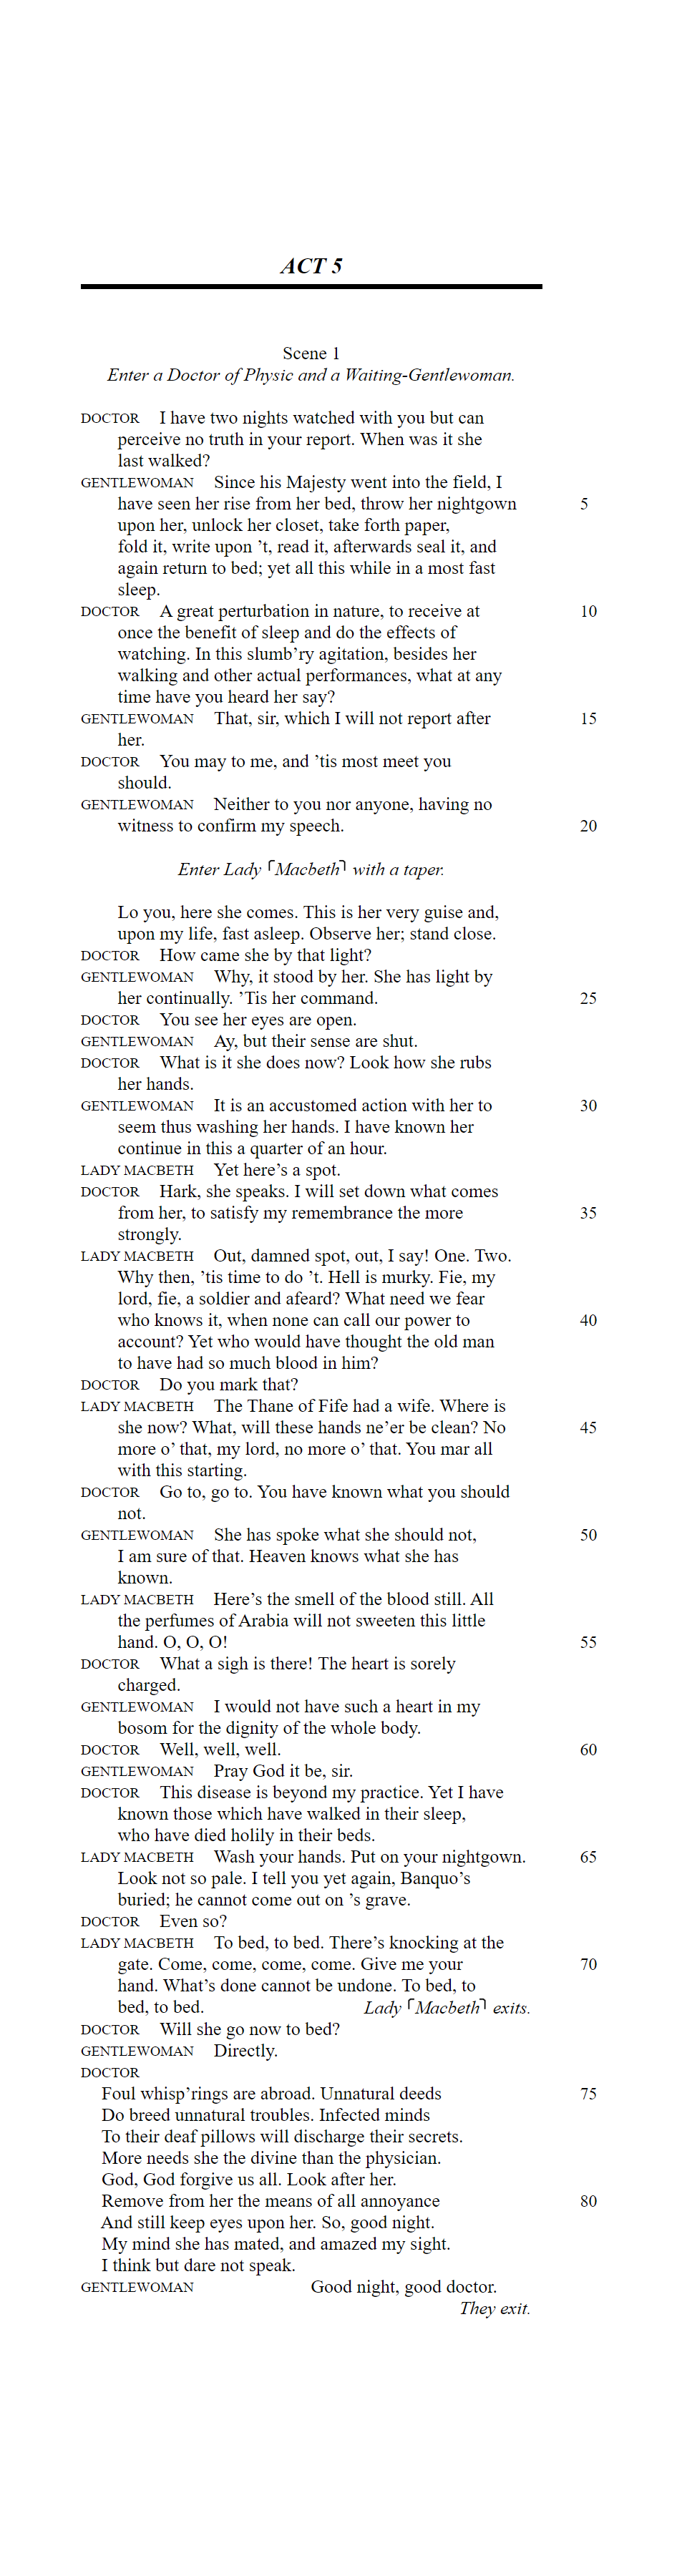 ACT 5
Scene 1
Enter a Doctor of Physic and a Waiting-Gentlewoman.
DOCTOR I have two nights watched with you but can
perceive no truth in your report. When was it she
last walked?
GENTLEWOMAN Since his Majesty went into the field, I
have seen her rise from her bed, throw her nightgown 5
upon her, unlock her closet, take forth paper,
fold it, write upon ’t, read it, afterwards seal it, and
again return to bed; yet all this while in a most fast
sleep.
DOCTOR A great perturbation in nature, to receive at 10
once the benefit of sleep and do the effects of
watching. In this slumb’ry agitation, besides her
walking and other actual performances, what at any
time have you heard her say?
GENTLEWOMAN That, sir, which I will not report after 15
her.
DOCTOR You may to me, and ’tis most meet you
should.
GENTLEWOMAN Neither to you nor anyone, having no
witness to confirm my speech. 20
Enter Lady ⌜Macbeth⌝ with a taper.
Lo you, here she comes. This is her very guise and,
upon my life, fast asleep. Observe her; stand close.
DOCTOR How came she by that light?
GENTLEWOMAN Why, it stood by her. She has light by
her continually. ’Tis her command. 25
DOCTOR You see her eyes are open.
GENTLEWOMAN Ay, but their sense are shut.
DOCTOR What is it she does now? Look how she rubs
her hands.
GENTLEWOMAN It is an accustomed action with her to 30
seem thus washing her hands. I have known her
continue in this a quarter of an hour.
LADY MACBETH Yet here’s a spot.
DOCTOR Hark, she speaks. I will set down what comes
from her, to satisfy my remembrance the more 35
strongly.
LADY MACBETH Out, damned spot, out, I say! One. Two.
Why then, ’tis time to do ’t. Hell is murky. Fie, my
lord, fie, a soldier and afeard? What need we fear
who knows it, when none can call our power to 40
account? Yet who would have thought the old man
to have had so much blood in him?
DOCTOR Do you mark that?
LADY MACBETH The Thane of Fife had a wife. Where is
she now? What, will these hands ne’er be clean? No 45
more o’ that, my lord, no more o’ that. You mar all
with this starting.
DOCTOR Go to, go to. You have known what you should
not.
GENTLEWOMAN She has spoke what she should not, 50
I am sure of that. Heaven knows what she has
known.
LADY MACBETH Here’s the smell of the blood still. All
the perfumes of Arabia will not sweeten this little
hand. O, O, O! 55
DOCTOR What a sigh is there! The heart is sorely
charged.
GENTLEWOMAN I would not have such a heart in my
bosom for the dignity of the whole body.
DOCTOR Well, well, well. 60
GENTLEWOMAN Pray God it be, sir.
DOCTOR This disease is beyond my practice. Yet I have
known those which have walked in their sleep,
who have died holily in their beds.
LADY MACBETH Wash your hands. Put on your nightgown. 65
Look not so pale. I tell you yet again, Banquo’s
buried; he cannot come out on ’s grave.
DOCTOR Even so?
LADY MACBETH To bed, to bed. There’s knocking at the
gate. Come, come, come, come. Give me your 70
hand. What’s done cannot be undone. To bed, to
bed, to bed. Lady ⌜Macbeth⌝ exits.
DOCTOR Will she go now to bed?
GENTLEWOMAN Directly.
DOCTOR
Foul whisp’rings are abroad. Unnatural deeds 75
Do breed unnatural troubles. Infected minds
To their deaf pillows will discharge their secrets.
More needs she the divine than the physician.
God, God forgive us all. Look after her.
Remove from her the means of all annoyance 80
And still keep eyes upon her. So, good night.
My mind she has mated, and amazed my sight.
I think but dare not speak.
GENTLEWOMAN Good night, good doctor.
They exit.